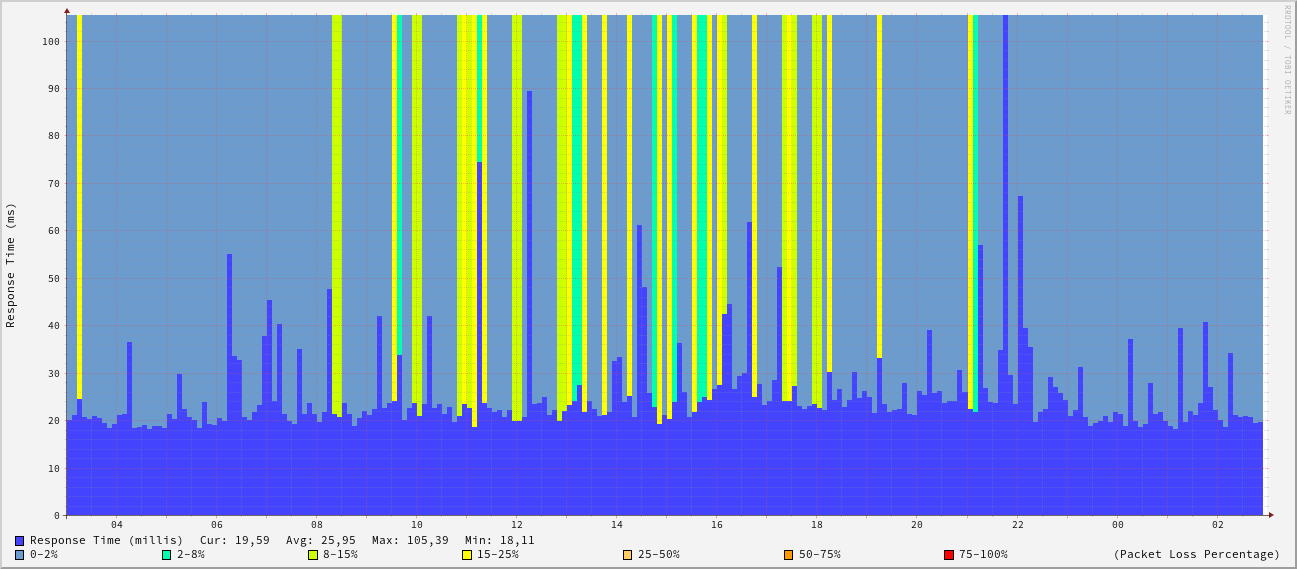 RRDTOOL / TOBI OETIKER
Response Time (ms)
100
90
80
70
60
50
40
30
20
10
0
04 06 08 10 12 14 16 18 20 22 00 02
Response Time (millis) Cur: 19,59 Avg: 25,95 Max: 105,39 Min: 18,11
0-2% 2-8% 8-15% 15-25% 25-50% 50-75% 75-100% (Packet Loss Percentage)